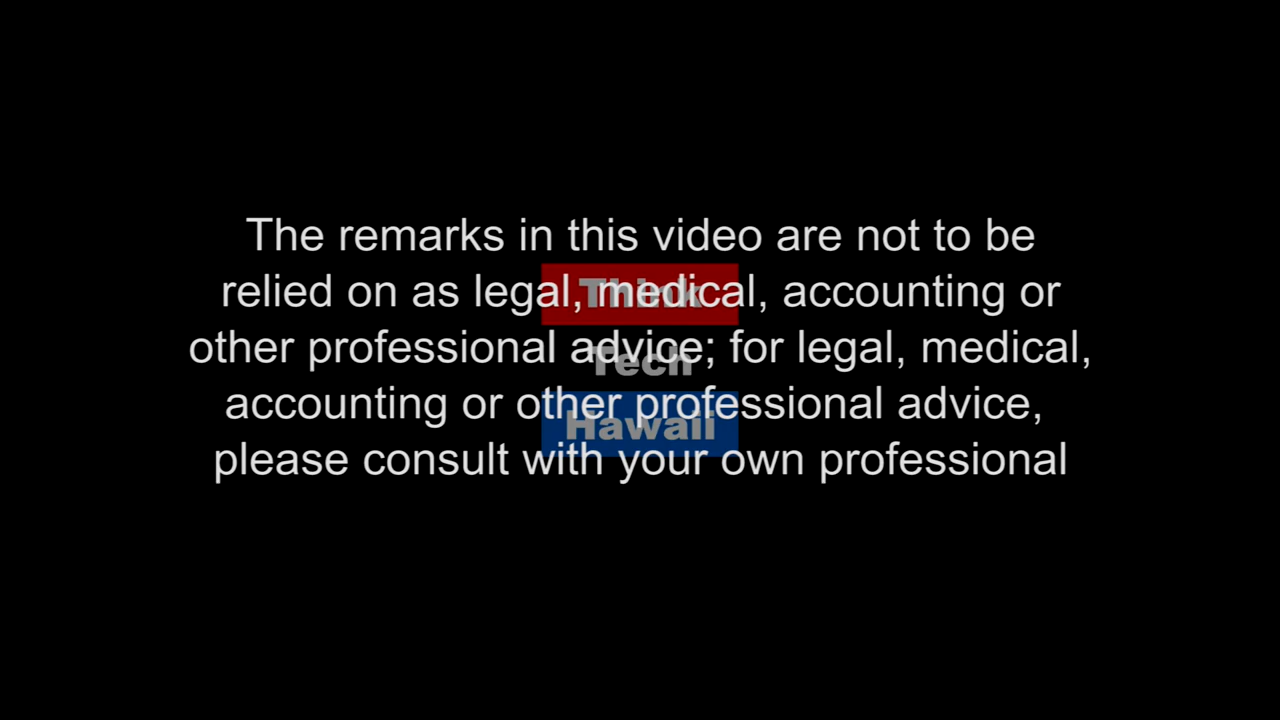 The remarks in this video are not to be
relied on as legal, medical, accounting or
other professional advice; for legal, medical,
accounting or other professional advice,
please consult with your own professional
Think
Tech
Hawaii